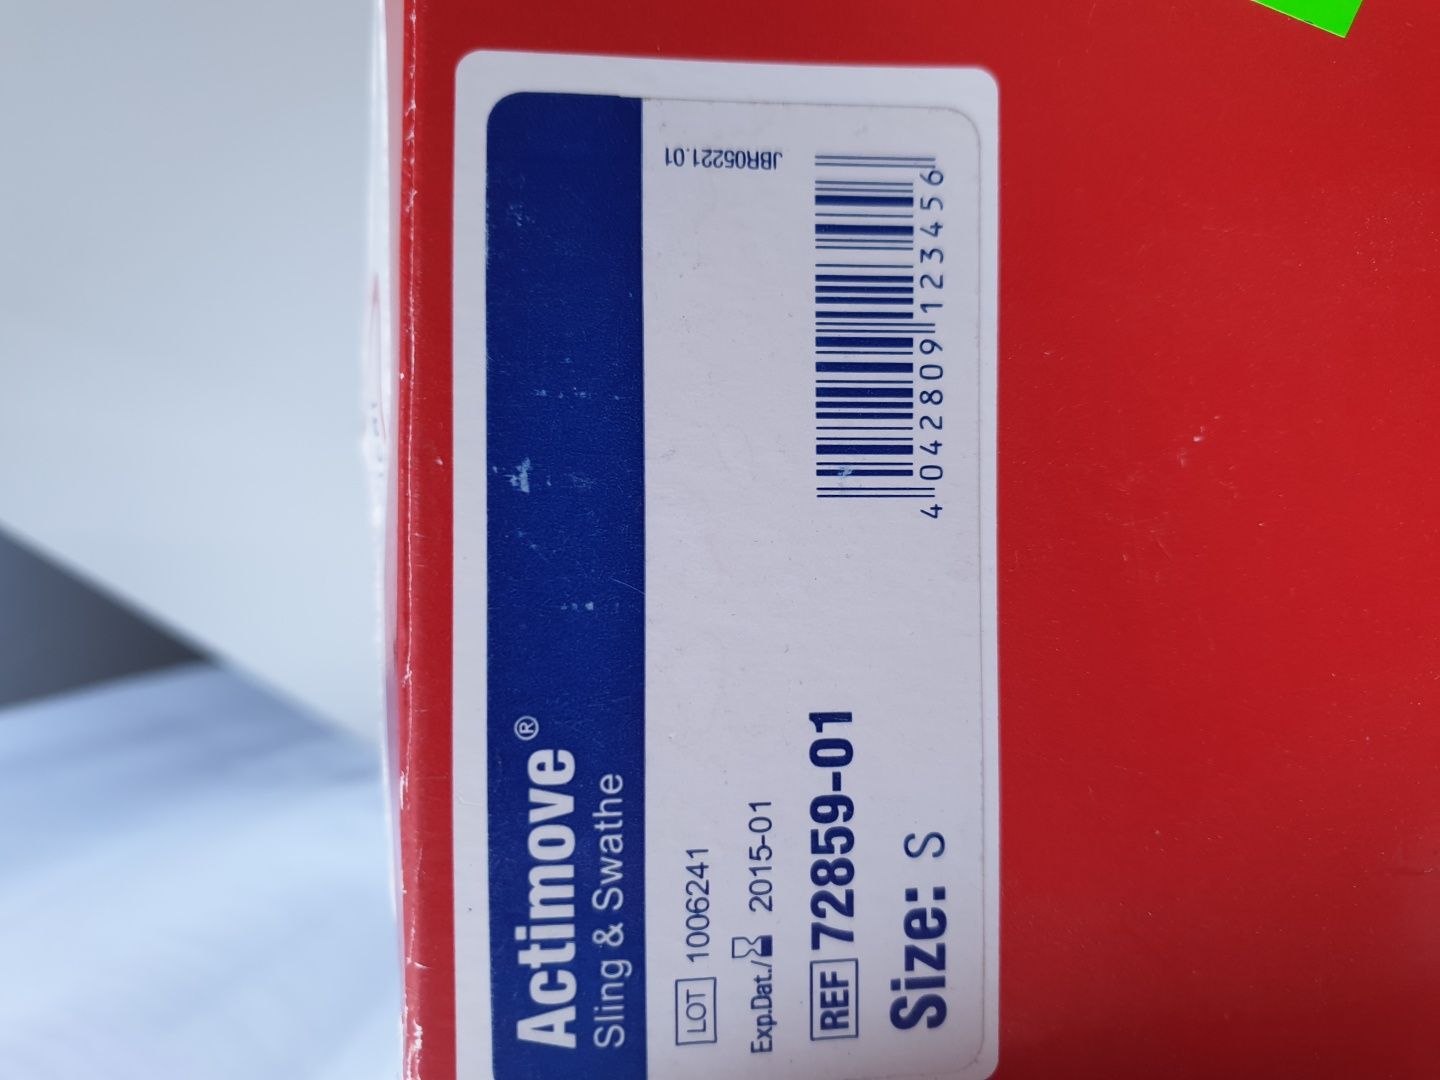 Actimove®
Sling & Swathe
LOT 1006241
Exp.Dat./ 2015-01
REF 72859-01
Size: S
JBR05221.01
4 042809 123456